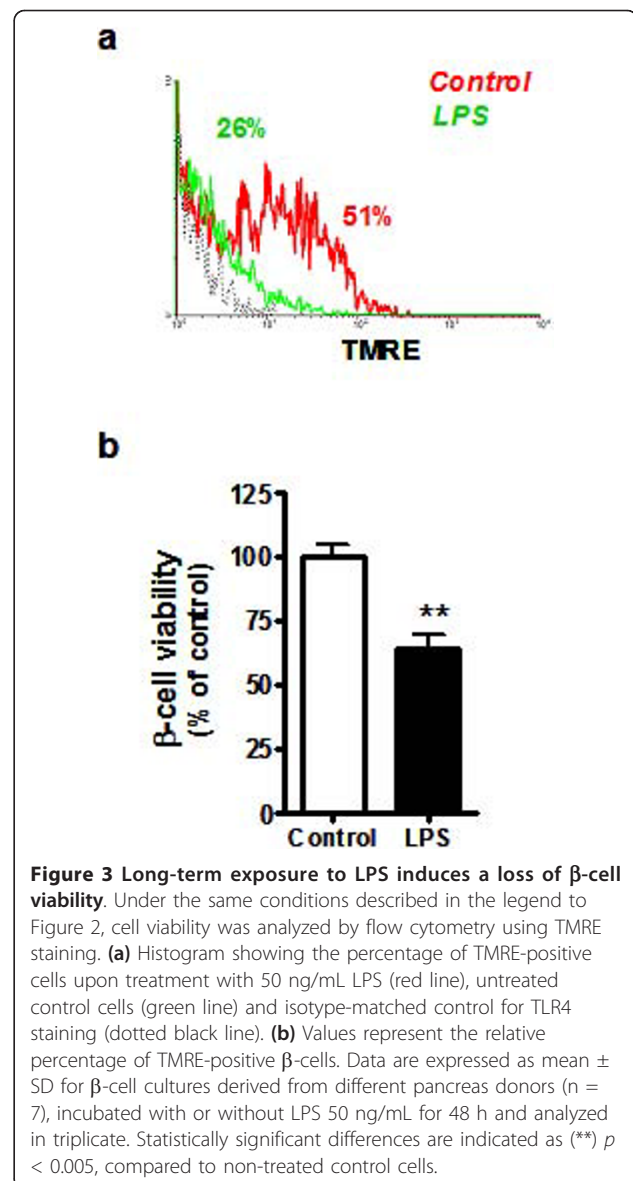 a
Control
LPS
26%
51%
TMRE
b
β-cell viability
(% of control)
125
100
75
50
25
0
**
Control LPS
Figure 3 Long-term exposure to LPS induces a loss of β-cell
viability. Under the same conditions described in the legend to
Figure 2, cell viability was analyzed by flow cytometry using TMRE
staining. (a) Histogram showing the percentage of TMRE-positive
cells upon treatment with 50 ng/mL LPS (red line), untreated
control cells (green line) and isotype-matched control for TLR4
staining (dotted black line). (b) Values represent the relative
percentage of TMRE-positive β-cells. Data are expressed as mean ±
SD for β-cell cultures derived from different pancreas donors (n =
7), incubated with or without LPS 50 ng/mL for 48 h and analyzed
in triplicate. Statistically significant differences are indicated as (**) p
< 0.005, compared to non-treated control cells.